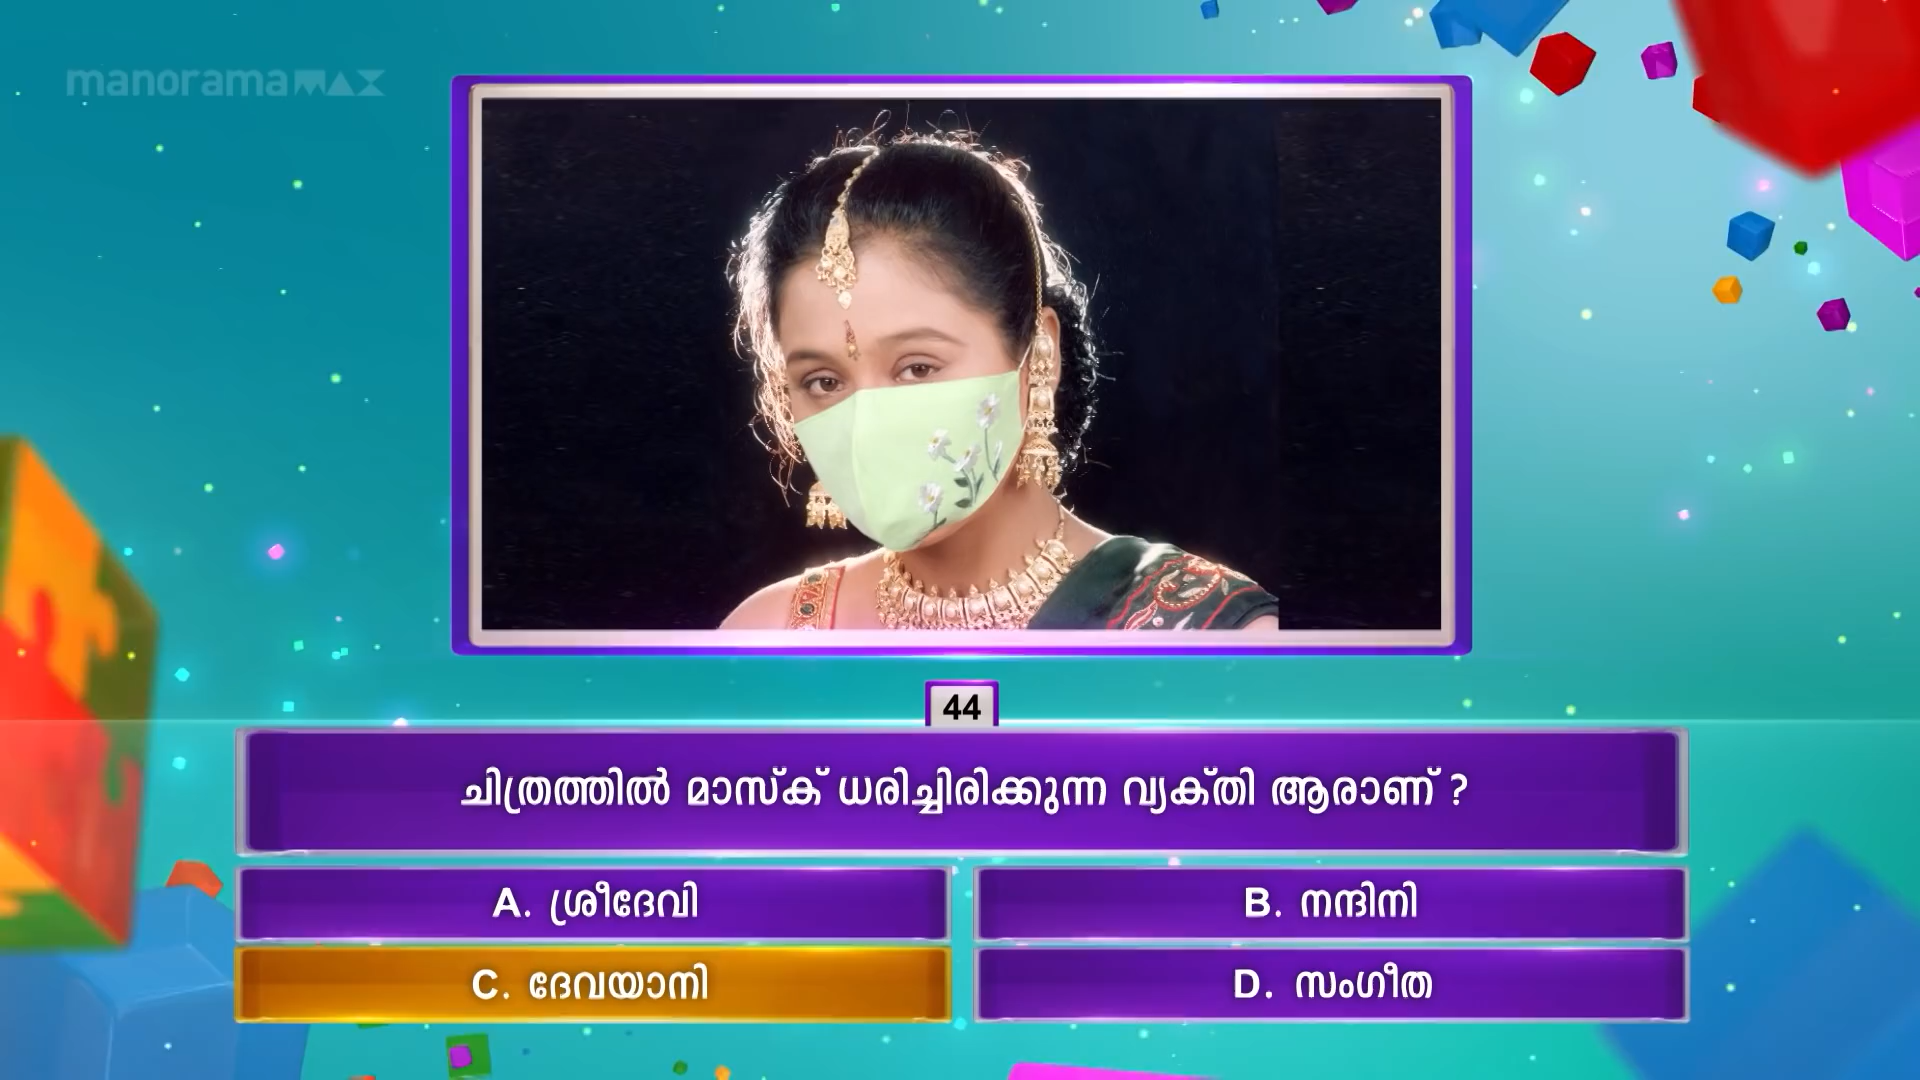 manoramaMAX
44
ചിത്രത്തിൽ മാസ്ക് ധരിച്ചിരിക്കുന്ന വ്യക്തി ആരാണ് ?
A. ശ്രീദേവി
B. നന്ദിനി
C. ദേവയാനി
D. സംഗീത